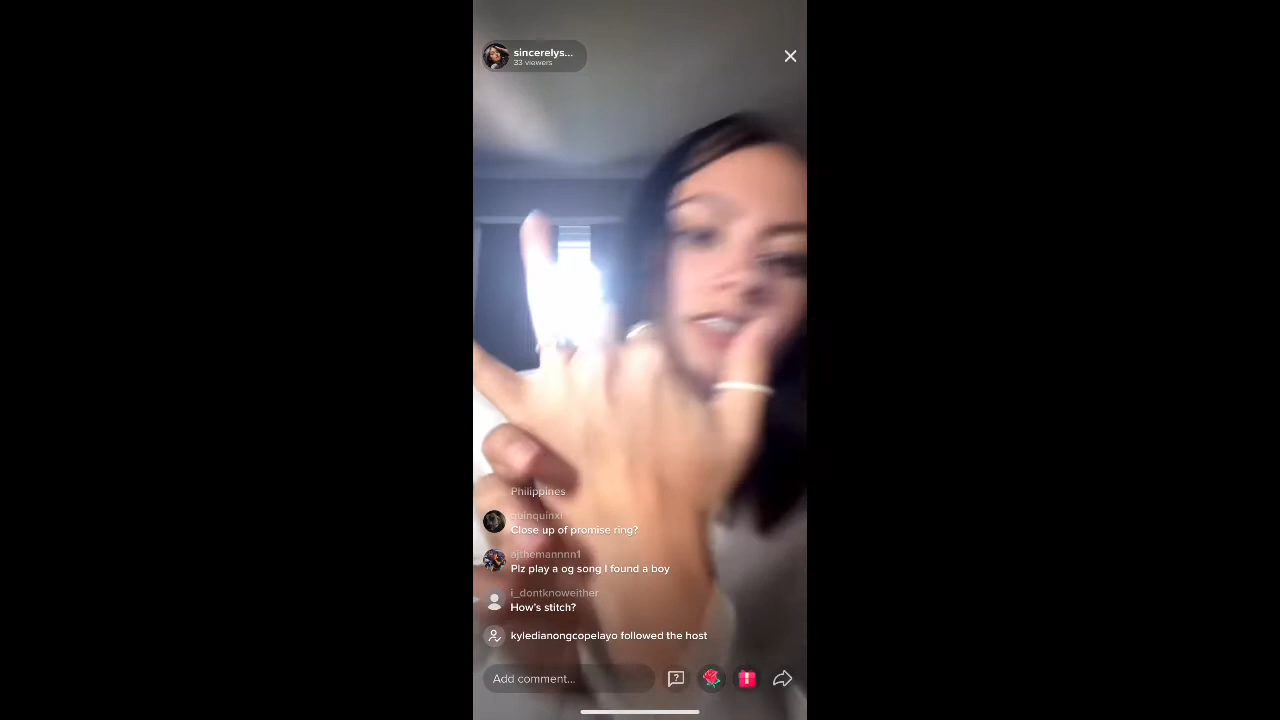 sincerelys...
33 viewers
Philippines
quinquinxi
Close up of promise ring?
ajthemannnn1
Plz play a og song I found a boy
i_dontknoweither
How's stitch?
kyledianongcopelayo followed the host
Add comment...